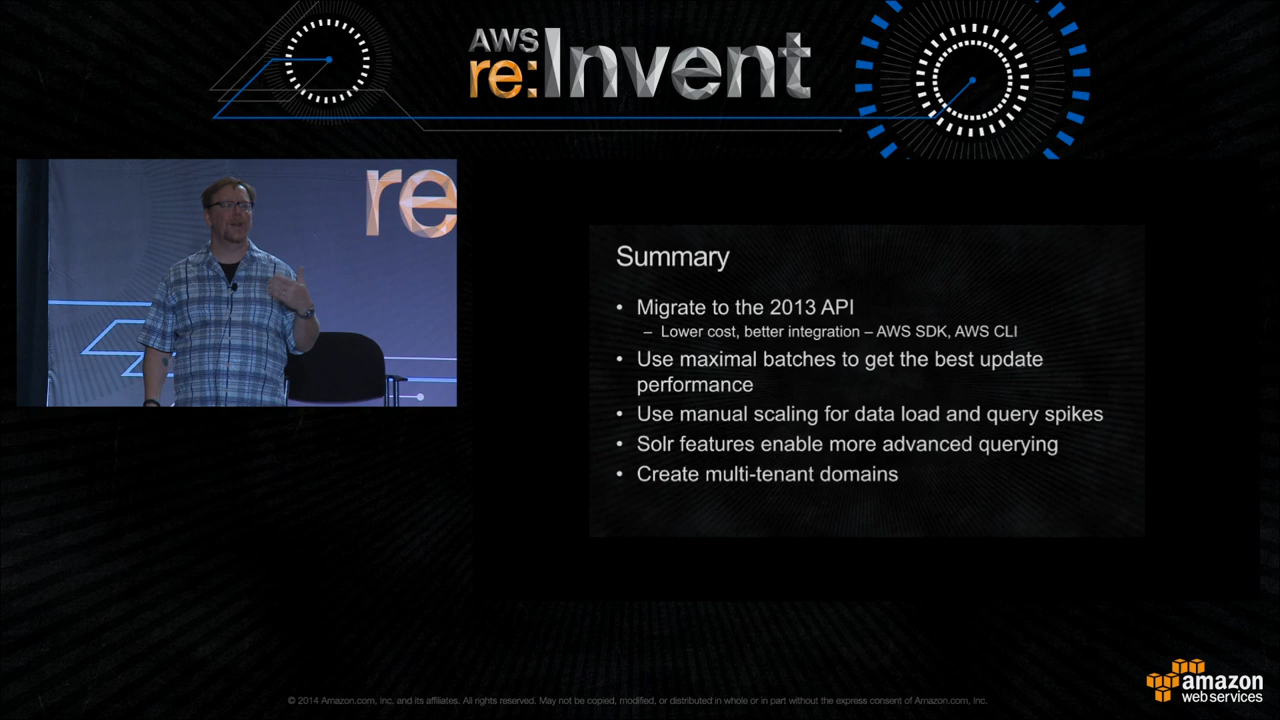 AWS
re:Invent
re
Summary
• Migrate to the 2013 API
– Lower cost, better integration – AWS SDK, AWS CLI
• Use maximal batches to get the best update
performance
• Use manual scaling for data load and query spikes
• Solr features enable more advanced querying
• Create multi-tenant domains
amazon
web services
© 2014 Amazon.com, Inc. and its affiliates. All rights reserved. May not be copied, modified, or distributed in whole or in part without the express consent of Amazon.com, Inc.